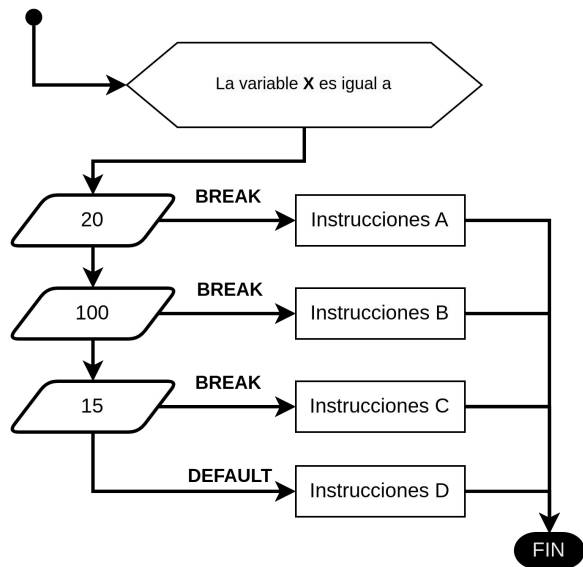 La variable X es igual a
20
BREAK
Instrucciones A
100
BREAK
Instrucciones B
15
BREAK
Instrucciones C
DEFAULT
Instrucciones D
FIN